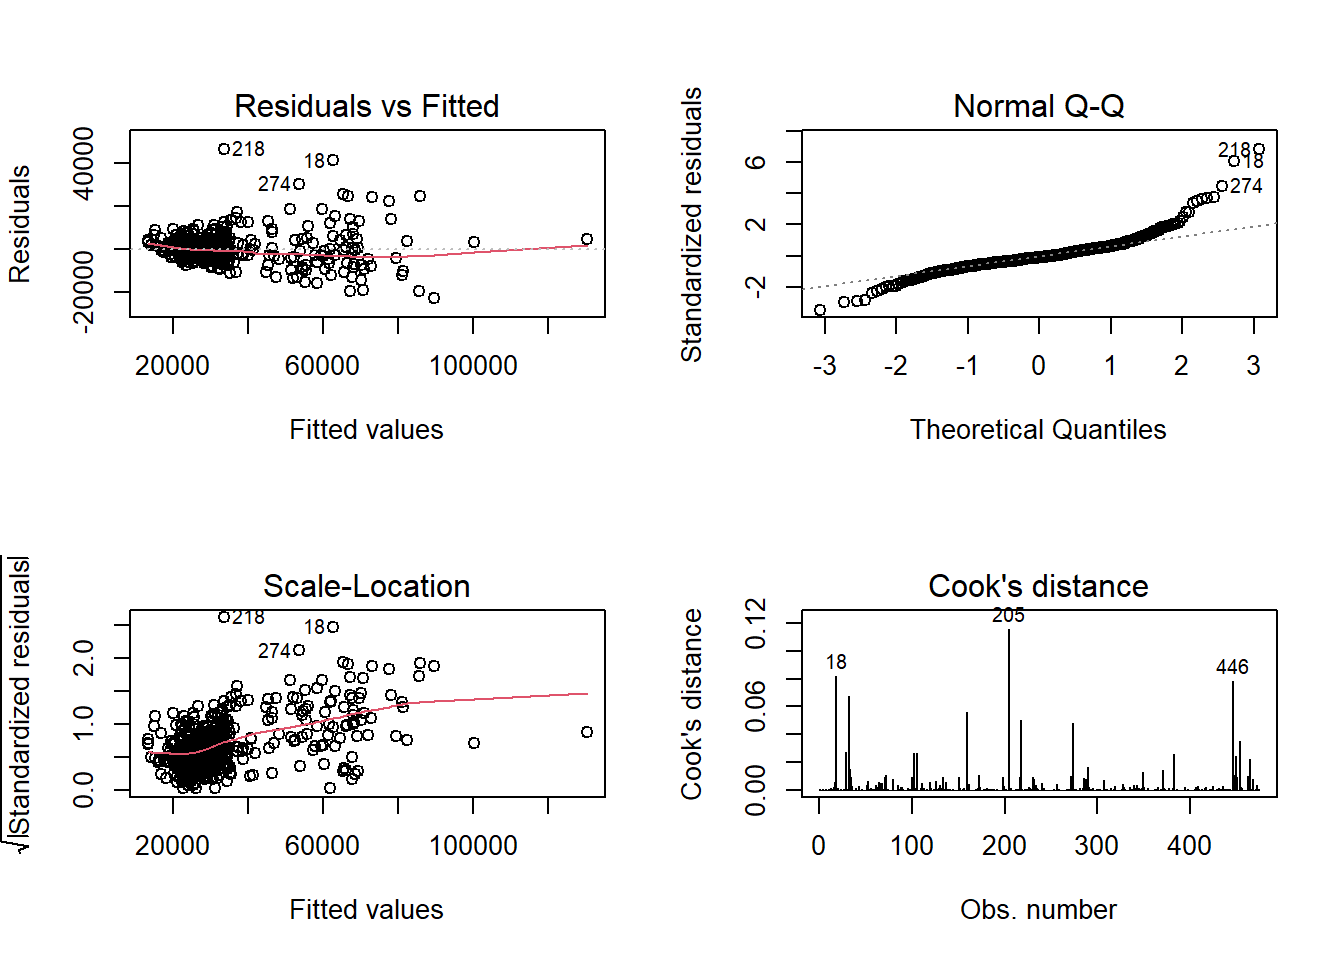 Residuals vs Fitted
Residuals
40000
-20000
218
18
274
20000 60000 100000
Fitted values
Normal Q-Q
Standardized residuals
6
2
-2
218
18
274
-3 -2 -1 0 1 2 3
Theoretical Quantiles
Scale-Location
√|Standardized residuals|
2.0
1.0
0.0
218
18
274
20000 60000 100000
Fitted values
Cook's distance
Cook's distance
0.12
0.06
0.00
205
18
446
0 100 200 300 400
Obs. number